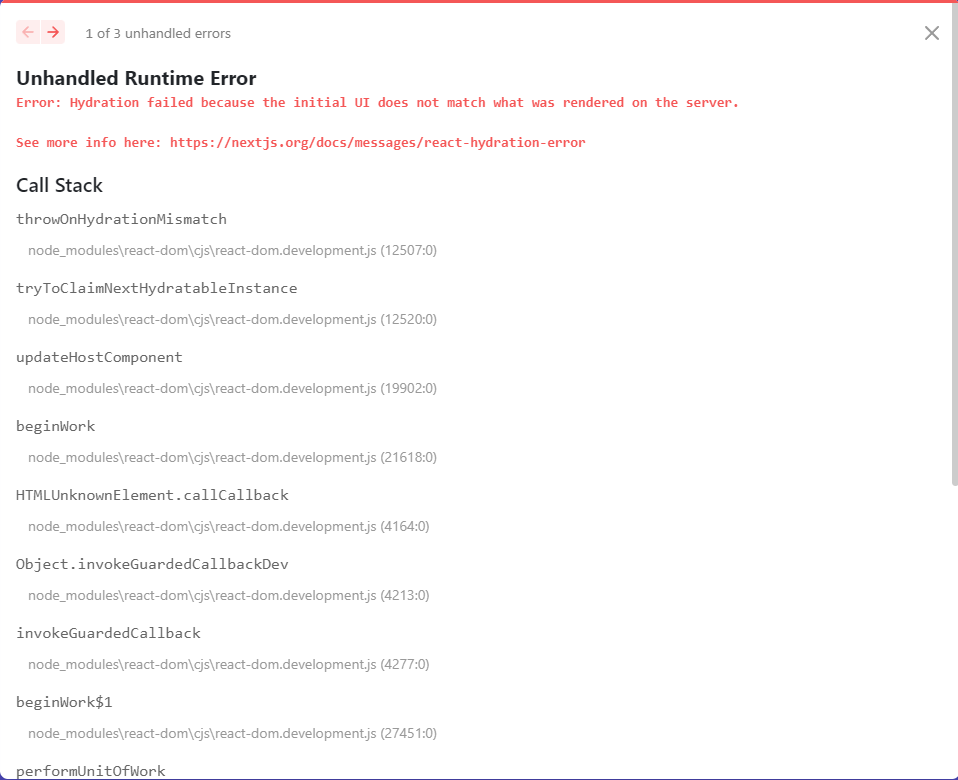 1 of 3 unhandled errors
Unhandled Runtime Error
Error: Hydration failed because the initial UI does not match what was rendered on the server.
See more info here: https://nextjs.org/docs/messages/react-hydration-error
Call Stack
throwOnHydrationMismatch
node_modules\react-dom\cjs\react-dom.development.js (12507:0)
tryToClaimNextHydratableInstance
node_modules\react-dom\cjs\react-dom.development.js (12520:0)
updateHostComponent
node_modules\react-dom\cjs\react-dom.development.js (19902:0)
beginWork
node_modules\react-dom\cjs\react-dom.development.js (21618:0)
HTMLUnknownElement.callCallback
node_modules\react-dom\cjs\react-dom.development.js (4164:0)
Object.invokeGuardedCallbackDev
node_modules\react-dom\cjs\react-dom.development.js (4213:0)
invokeGuardedCallback
node_modules\react-dom\cjs\react-dom.development.js (4277:0)
beginWork$1
node_modules\react-dom\cjs\react-dom.development.js (27451:0)
performUnitOfWork